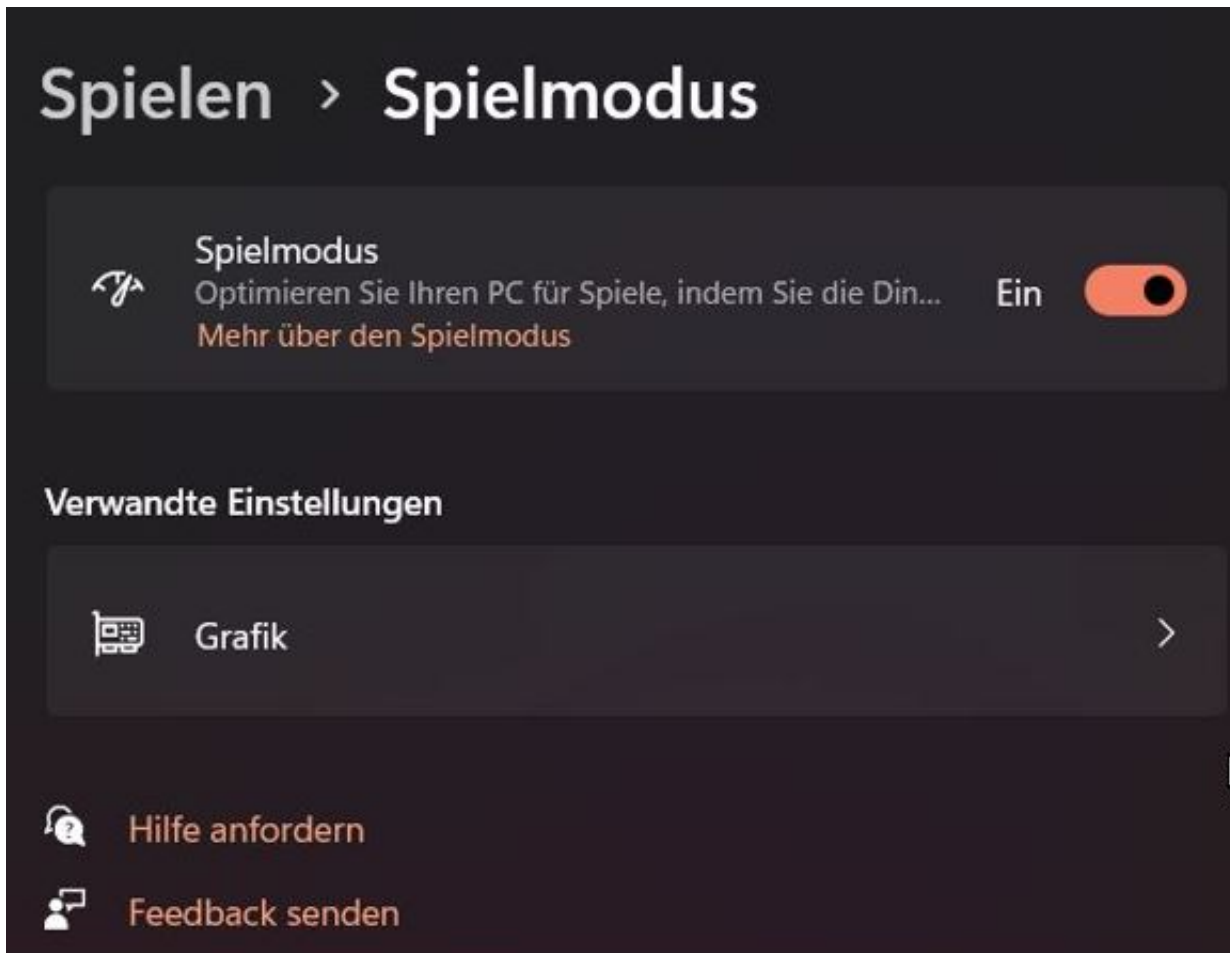 Spielen > Spielmodus
Spielmodus
Optimieren Sie Ihren PC für Spiele, indem Sie die Din...
Ein
Mehr über den Spielmodus
Verwandte Einstellungen
Grafik
Hilfe anfordern
Feedback senden